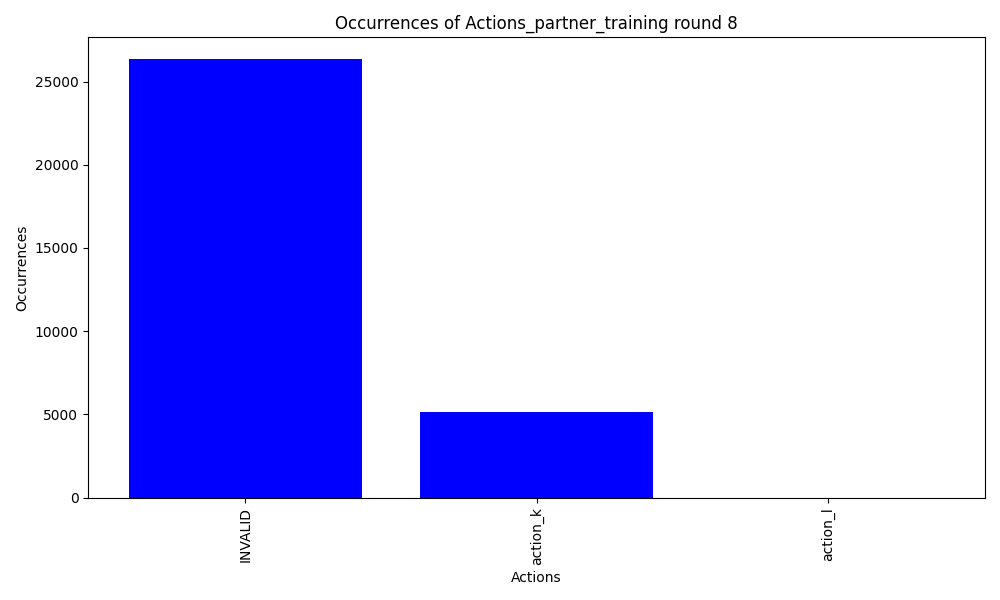 Occurrences of Actions_partner_training round 8
Occurrences
25000
20000
15000
10000
5000
0
INVALID
action_k
action_l
Actions